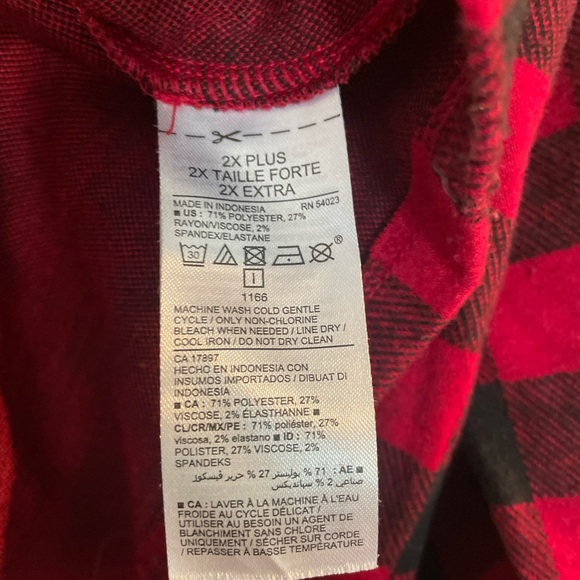 2X PLUS
2X TAILLE FORTE
2X EXTRA
MADE IN INDONESIA RN 54023
■ US : 71% POLYESTER, 27%
RAYON/VISCOSE, 2%
SPANDEX/ELASTANE
30 ®
I
1166
MACHINE WASH COLD GENTLE
CYCLE / ONLY NON-CHLORINE
BLEACH WHEN NEEDED / LINE DRY /
COOL IRON / DO NOT DRY CLEAN
CA 17897
HECHO EN INDONESIA CON
INSUMOS IMPORTADOS / DIBUAT DI
INDONESIA
■ CA : 71% POLYESTER, 27%
VISCOSE, 2% ÉLASTHANNE ■
CL/CR/MX/PE : 71% poliéster, 27%
viscosa, 2% elastano ■ ID : 71%
POLISTER, 27% VISCOSE, 2%
SPANDEKS
■ AE : 71 % بوليستر 27 % حرير فيسكوز
صناعي 2 % سباندكس
■ CA : LAVER À LA MACHINE À L'EAU
FROIDE AU CYCLE DÉLICAT /
UTILISER AU BESOIN UN AGENT DE
BLANCHIMENT SANS CHLORE
UNIQUEMENT / SÉCHER SUR CORDE
/ REPASSER À BASSE TEMPÉRATURE